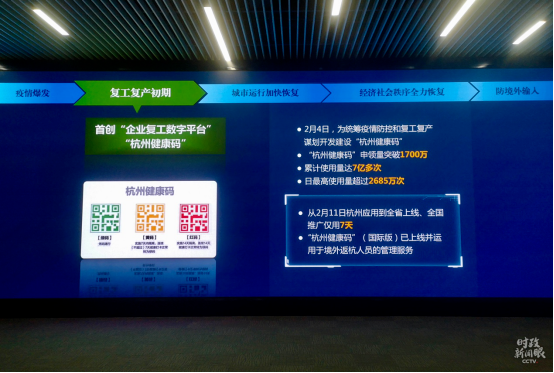 疫情爆发
复工复产初期
城市运行加快恢复
经济社会秩序全力恢复
防境外输入
首创“企业复工数字平台”
“杭州健康码”
杭州健康码
【绿码】
【黄码】
【红码】
2月4日，为统筹疫情防控和复工复产
谋划开发建设“杭州健康码”
“杭州健康码”申领量突破1700万
累计使用量达7亿多次
日最高使用量超过2685万次
从2月11日杭州应用到全省上线、全国
推广仅用7天
“杭州健康码”（国际版）已上线并运
用于境外返杭人员的管理服务
时政
新闻眼
CCTV